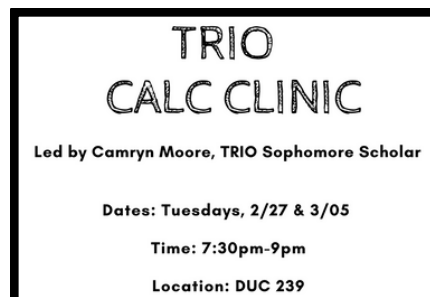 TRIO
CALC CLINIC
Led by Camryn Moore, TRIO Sophomore Scholar
Dates: Tuesdays, 2/27 & 3/05
Time: 7:30pm-9pm
Location: DUC 239